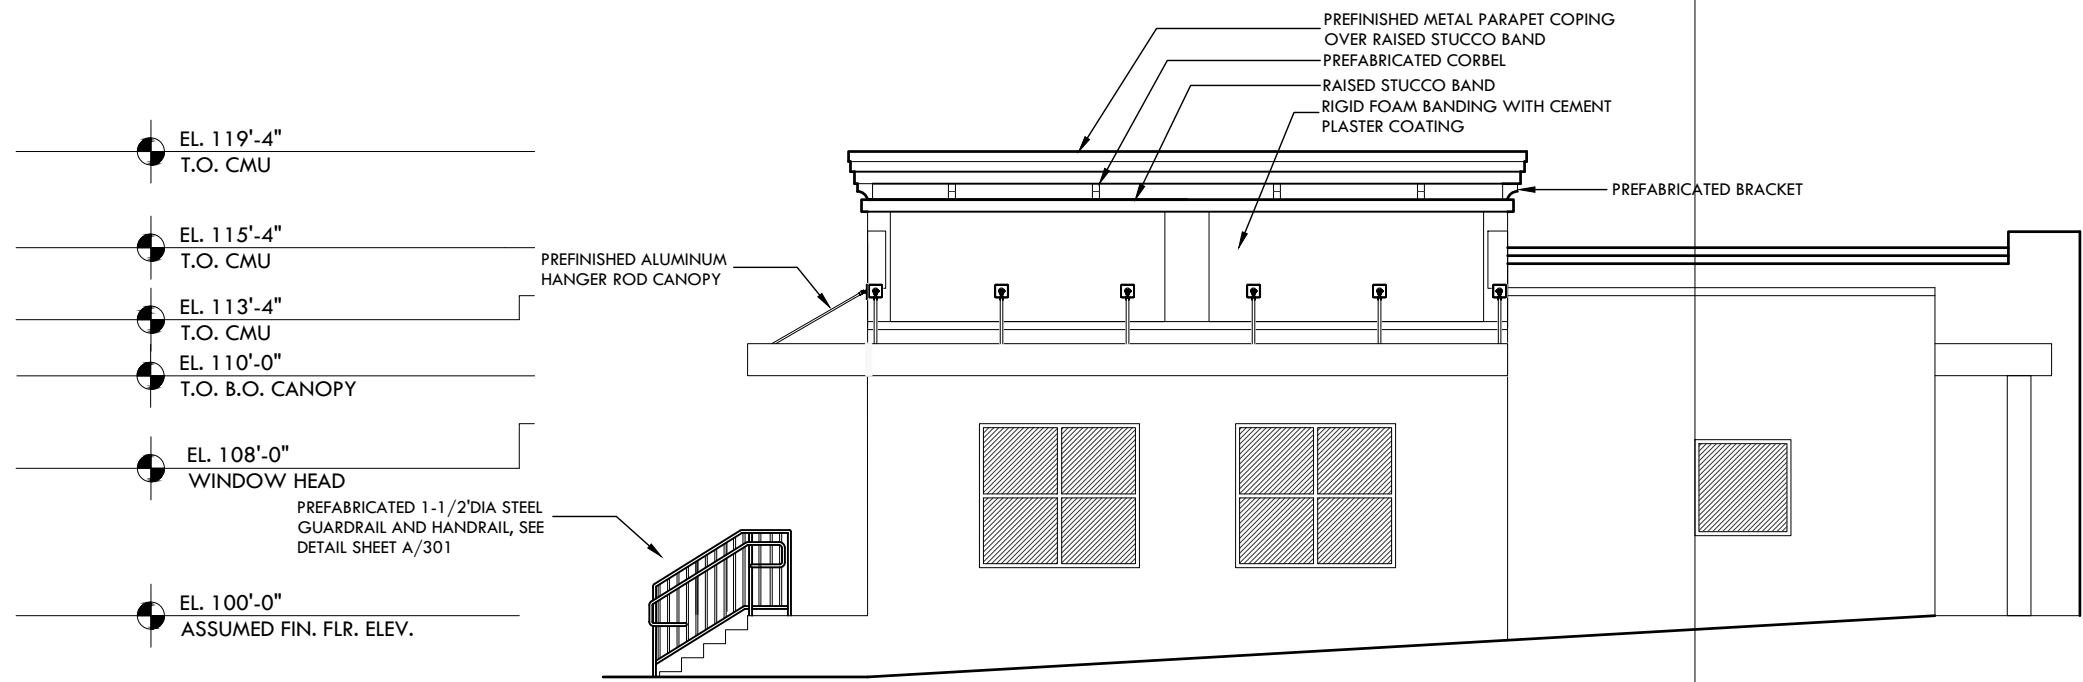 PREFINISHED METAL PARAPET COPING
OVER RAISED STUCCO BAND
PREFABRICATED CORBEL
RAISED STUCCO BAND
RIGID FOAM BANDING WITH CEMENT
PLASTER COATING
EL. 119'-4"
T.O. CMU
PREFABRICATED BRACKET
EL. 115'-4"
T.O. CMU
PREFINISHED ALUMINUM
HANGER ROD CANOPY
EL. 113'-4"
T.O. CMU
EL. 110'-0"
T.O. B.O. CANOPY
EL. 108'-0"
WINDOW HEAD
PREFABRICATED 1-1/2'DIA STEEL
GUARDRAIL AND HANDRAIL, SEE
DETAIL SHEET A/301
EL. 100'-0"
ASSUMED FIN. FLR. ELEV.